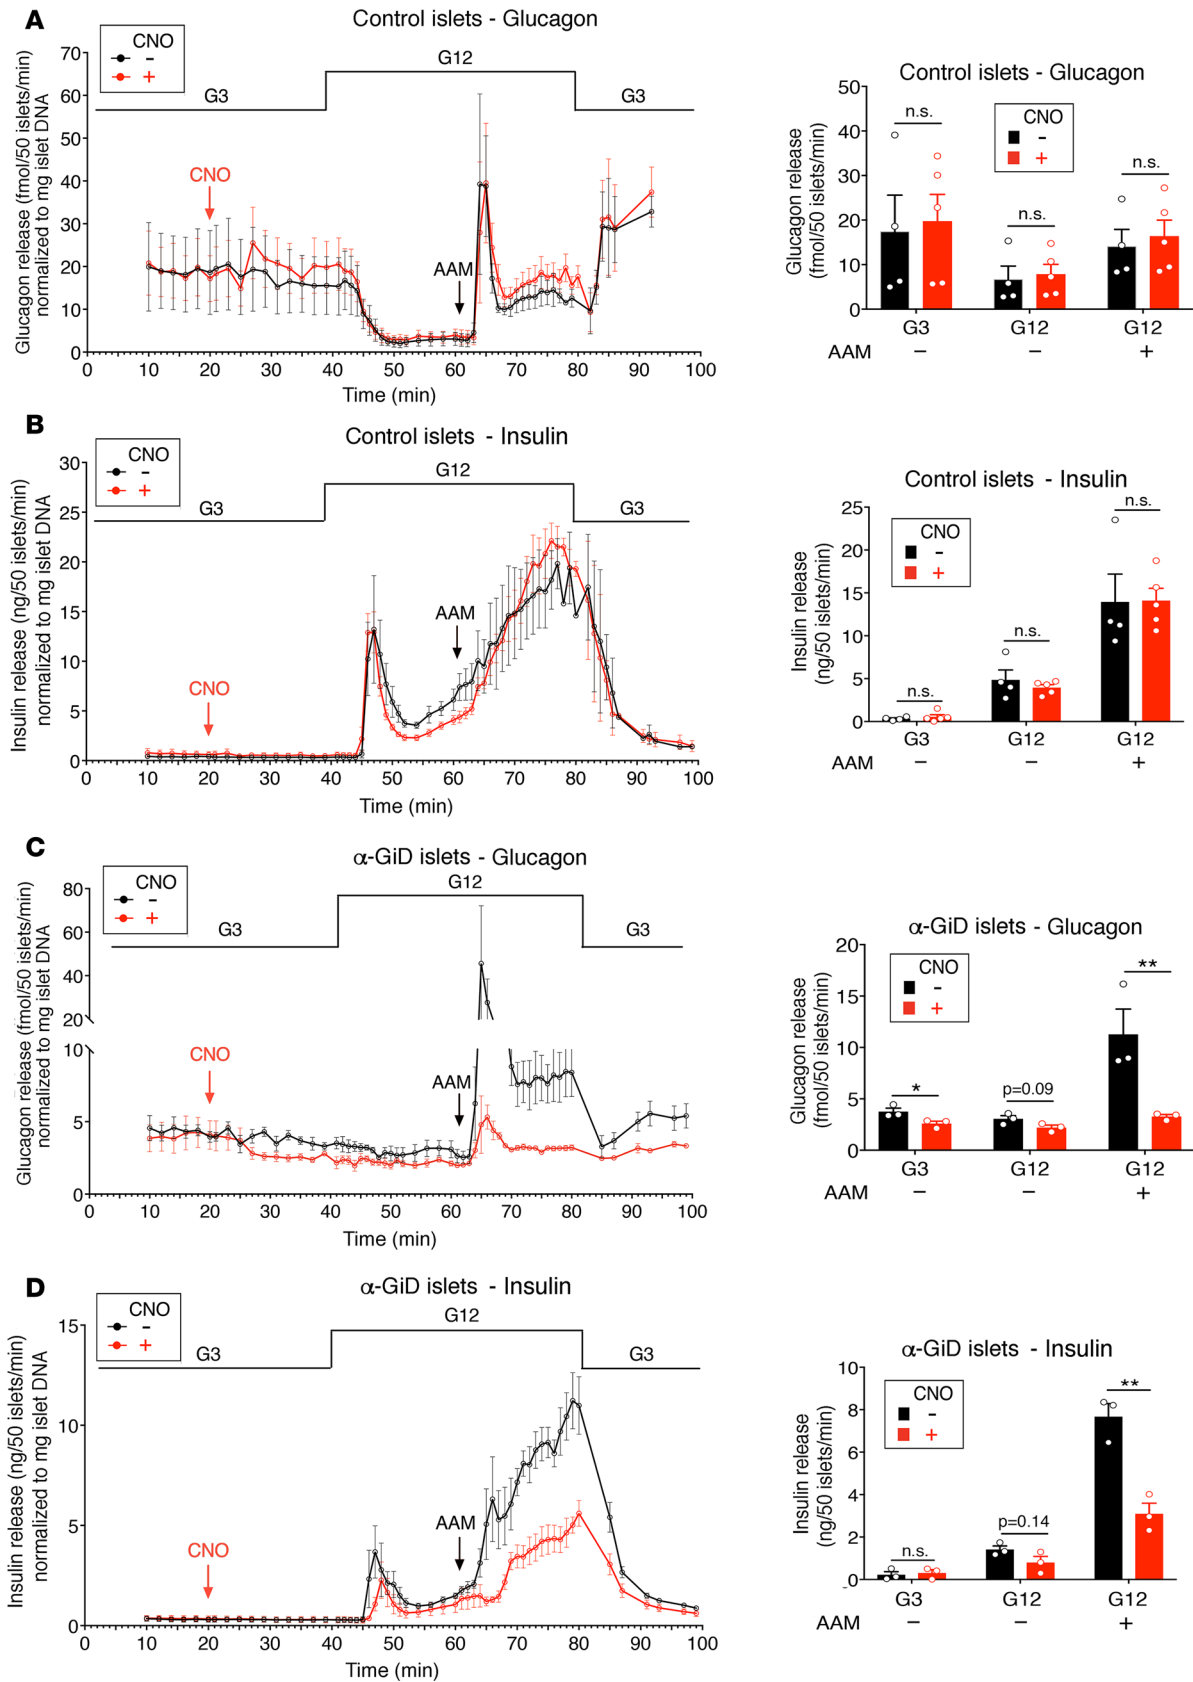 A
Control islets - Glucagon
CNO
-
+
Glucagon release (fmol/50 islets/min)
normalized to mg islet DNA
70
60
50
40
30
20
10
0
G3
G12
G3
CNO
AAM
0 10 20 30 40 50 60 70 80 90 100
Time (min)
Control islets - Glucagon
Glucagon release
(fmol/50 islets/min)
50
40
30
20
10
0
CNO
-
+
n.s.
n.s.
n.s.
G3 G12 G12
AAM − − +
B
Control islets - Insulin
CNO
-
+
Insulin release (ng/50 islets/min)
normalized to mg islet DNA
30
25
20
15
10
5
0
G3
G12
G3
CNO
AAM
0 10 20 30 40 50 60 70 80 90 100
Time (min)
Control islets - Insulin
Insulin release
(ng/50 islets/min)
25
20
15
10
5
0
CNO
-
+
n.s.
n.s.
n.s.
G3 G12 G12
AAM − − +
C
α-GiD islets - Glucagon
CNO
-
+
Glucagon release (fmol/50 islets/min)
normalized to mg islet DNA
80
60
40
20
10
5
0
G3
G12
G3
CNO
AAM
0 10 20 30 40 50 60 70 80 90 100
Time (min)
α-GiD islets - Glucagon
Glucagon release
(fmol/50 islets/min)
20
15
10
5
0
CNO
-
+
*
p=0.09
**
G3 G12 G12
AAM − − +
D
α-GiD islets - Insulin
CNO
-
+
Insulin release (ng/50 islets/min)
normalized to mg islet DNA
15
10
5
0
G3
G12
G3
CNO
AAM
0 10 20 30 40 50 60 70 80 90 100
Time (min)
α-GiD islets - Insulin
Insulin release
(ng/50 islets/min)
10
8
6
4
2
0
CNO
-
+
n.s.
p=0.14
**
G3 G12 G12
AAM − − +